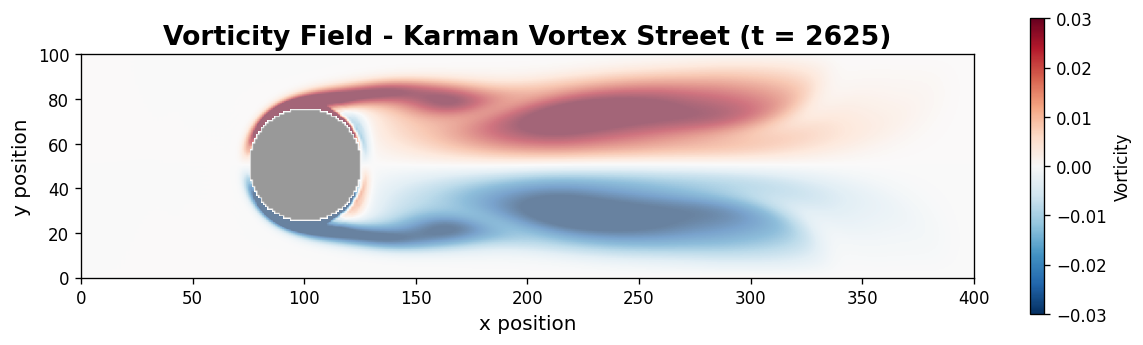 Vorticity Field - Karman Vortex Street (t = 2625)
100
80
60
40
20
0
y position
0 50 100 150 200 250 300 350 400
x position
0.03
0.02
0.01
0.00
−0.01
−0.02
−0.03
Vorticity